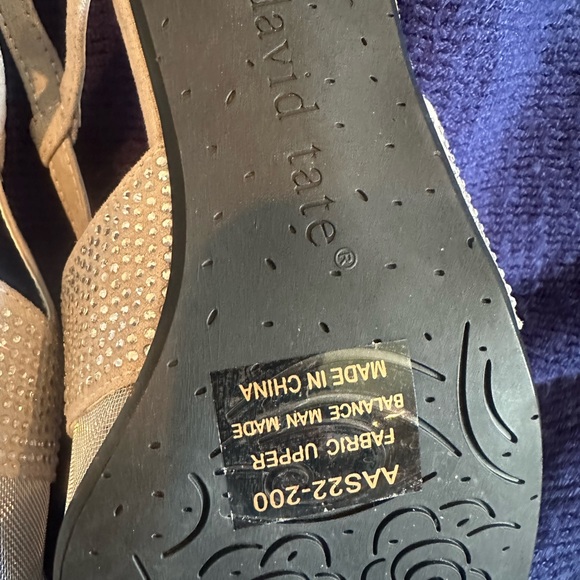 david tate®
AAS22-200
FABRIC UPPER
BALANCE MAN MADE
MADE IN CHINA